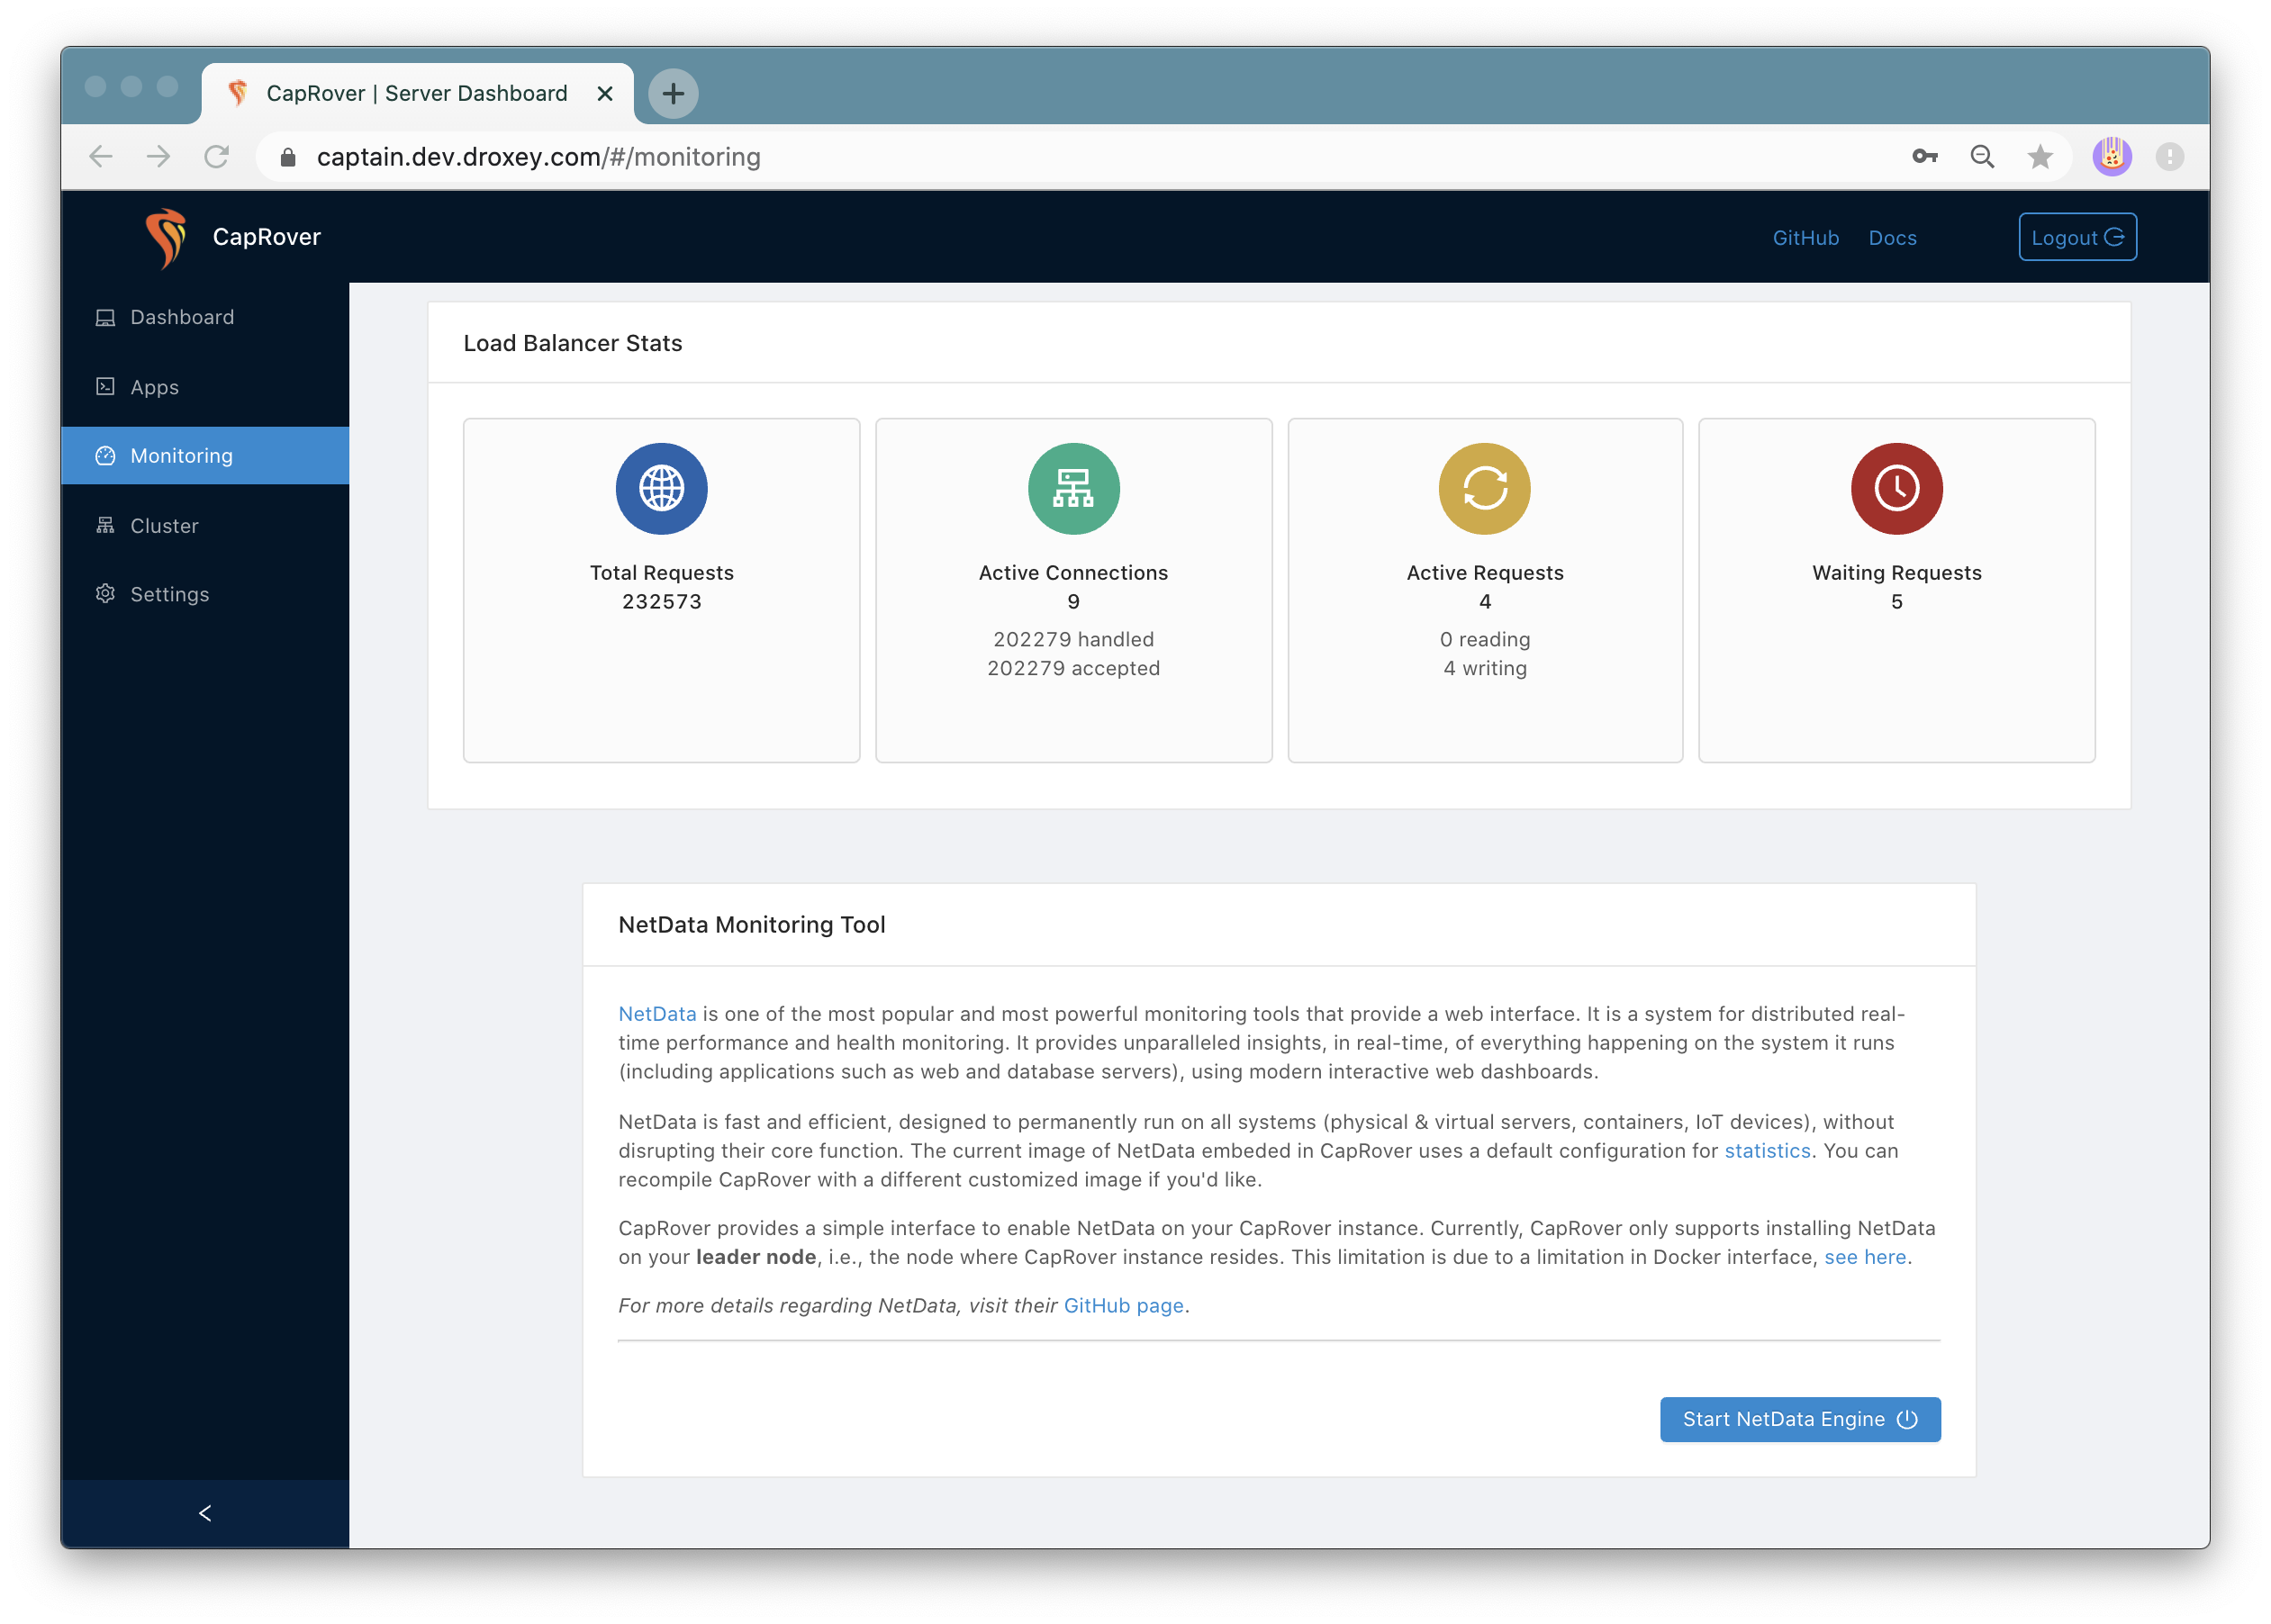 CapRover | Server Dashboard
captain.dev.droxey.com/#/monitoring
CapRover
GitHub Docs Logout
Dashboard
Apps
Monitoring
Cluster
Settings
Load Balancer Stats
Total Requests
232573
Active Connections
9
202279 handled
202279 accepted
Active Requests
4
0 reading
4 writing
Waiting Requests
5
NetData Monitoring Tool
NetData is one of the most popular and most powerful monitoring tools that provide a web interface. It is a system for distributed real-
time performance and health monitoring. It provides unparalleled insights, in real-time, of everything happening on the system it runs
(including applications such as web and database servers), using modern interactive web dashboards.
NetData is fast and efficient, designed to permanently run on all systems (physical & virtual servers, containers, IoT devices), without
disrupting their core function. The current image of NetData embeded in CapRover uses a default configuration for statistics. You can
recompile CapRover with a different customized image if you'd like.
CapRover provides a simple interface to enable NetData on your CapRover instance. Currently, CapRover only supports installing NetData
on your leader node, i.e., the node where CapRover instance resides. This limitation is due to a limitation in Docker interface, see here.
For more details regarding NetData, visit their GitHub page.
Start NetData Engine